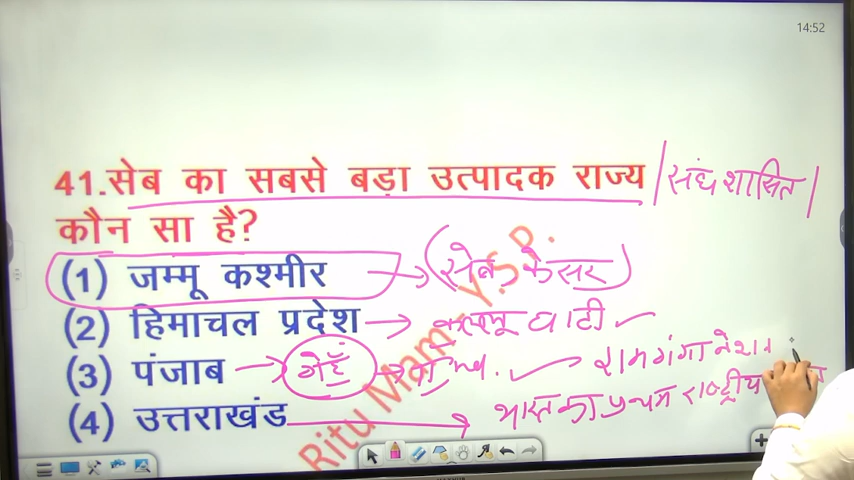 14:52
41.सेब का सबसे बड़ा उत्पादक राज्य /संघ शासित/
कौन सा है?
(1) जम्मू कश्मीर → (सेब, केसर)
(2) हिमाचल प्रदेश → घाटी ✓
(3) पंजाब → गेहूँ →
(4) उत्तराखंड → भारत का प्रथम राष्ट्रीय
रामगंगा नेशन
Ritu Mam Y.S.P.